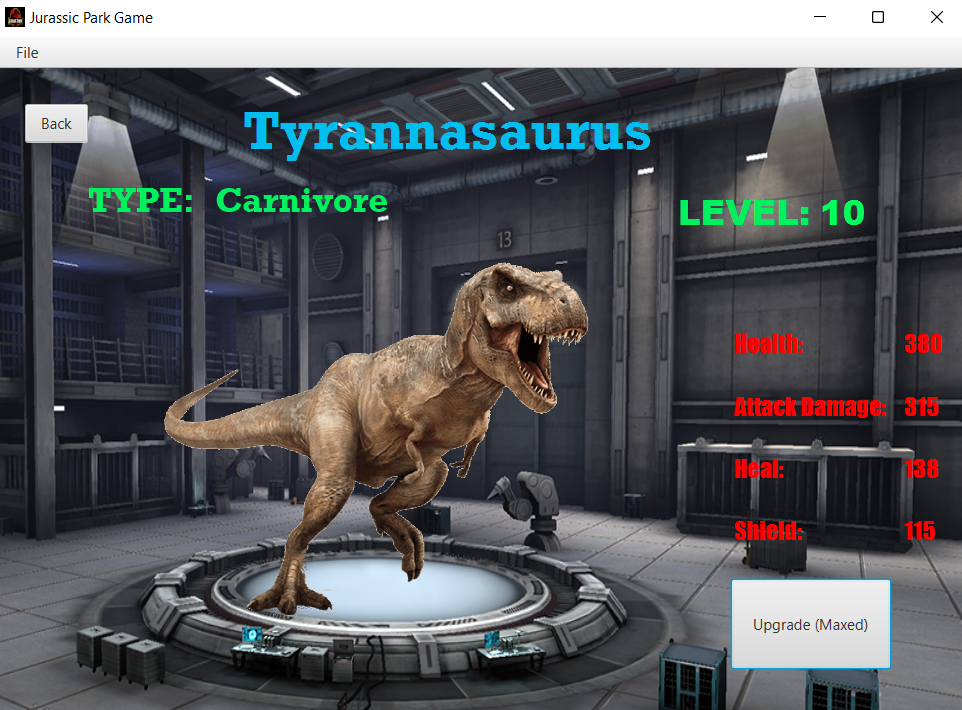 Jurassic Park Game
File
Back
Tyrannasaurus
TYPE: Carnivore
LEVEL: 10
13
Health: 380
Attack Damage: 315
Heal: 138
Shield: 115
Upgrade (Maxed)